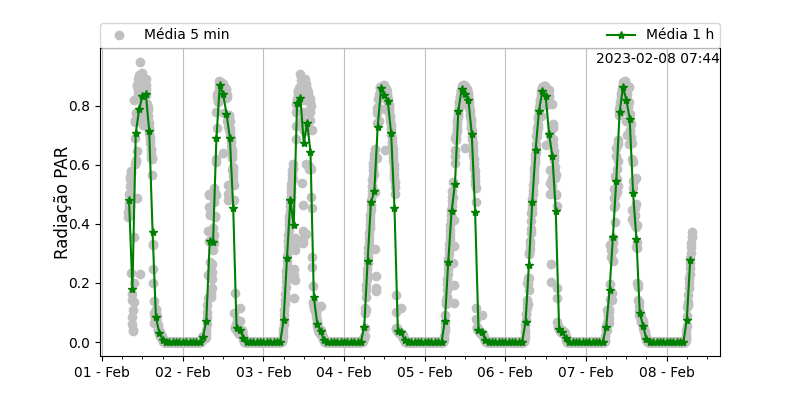 Média 5 min
Média 1 h
2023-02-08 07:44
Radiação PAR
0.8
0.6
0.4
0.2
0.0
01 - Feb
02 - Feb
03 - Feb
04 - Feb
05 - Feb
06 - Feb
07 - Feb
08 - Feb